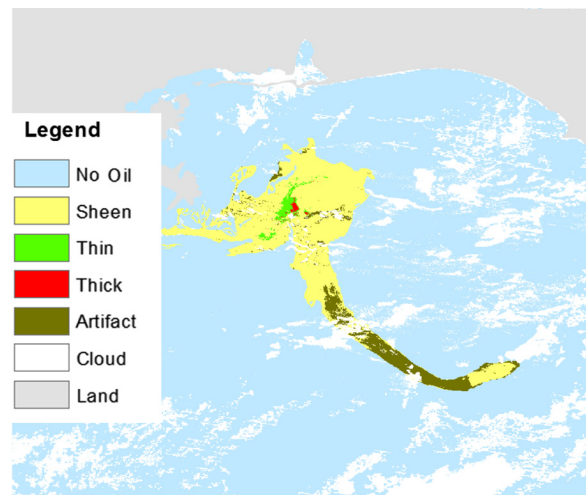 Legend
No Oil
Sheen
Thin
Thick
Artifact
Cloud
Land